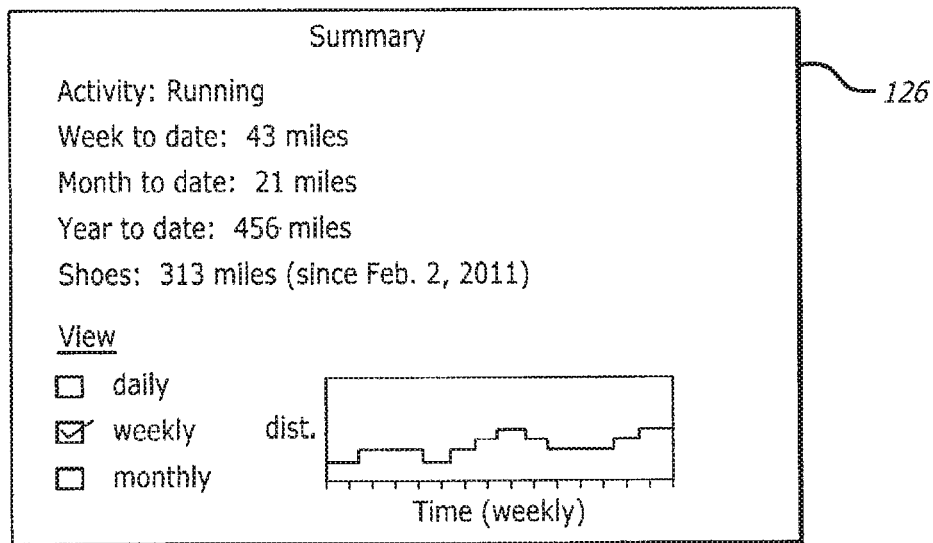 Summary
126
Activity: Running
Week to date: 43 miles
Month to date: 21 miles
Year to date: 456 miles
Shoes: 313 miles (since Feb. 2, 2011)
View
daily
weekly
monthly
dist.
Time (weekly)